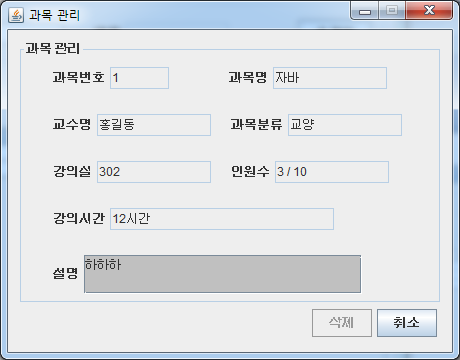 과목 관리
과목 관리
과목번호 1 과목명 자바
교수명 홍길동 과목분류 교양
강의실 302 인원수 3 / 10
강의시간 12시간
설명 하하하
삭제 취소